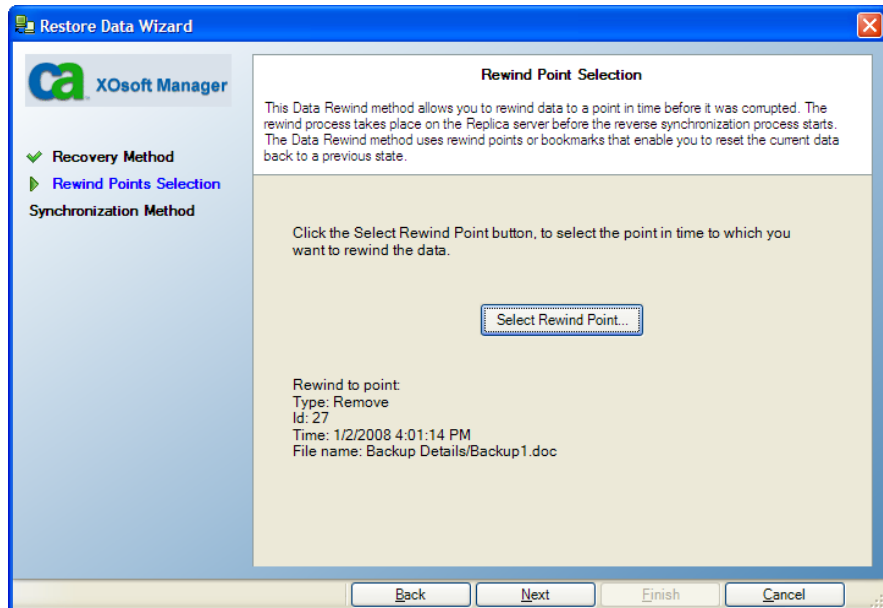 Restore Data Wizard
ca
XOsoft Manager
Recovery Method
Rewind Points Selection
Synchronization Method
Rewind Point Selection
This Data Rewind method allows you to rewind data to a point in time before it was corrupted. The
rewind process takes place on the Replica server before the reverse synchronization process starts.
The Data Rewind method uses rewind points or bookmarks that enable you to reset the current data
back to a previous state.
Click the Select Rewind Point button, to select the point in time to which you
want to rewind the data.
Select Rewind Point...
Rewind to point:
Type: Remove
Id: 27
Time: 1/2/2008 4:01:14 PM
File name: Backup Details/Backup1.doc
Back
Next
Finish
Cancel